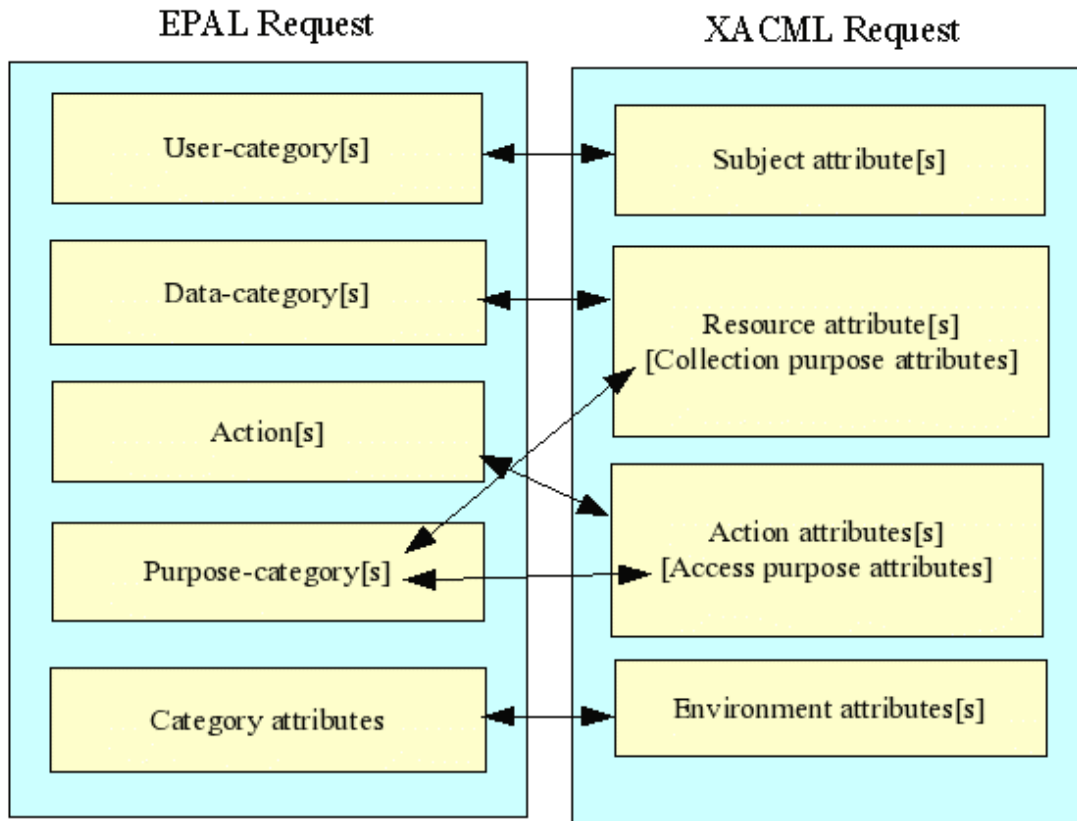 EPAL Request
User-category[s]
Data-category[s]
Action[s]
Purpose-category[s]
Category attributes
XACML Request
Subject attribute[s]
Resource attribute[s]
[Collection purpose attributes]
Action attributes[s]
[Access purpose attributes]
Environment attributes[s]